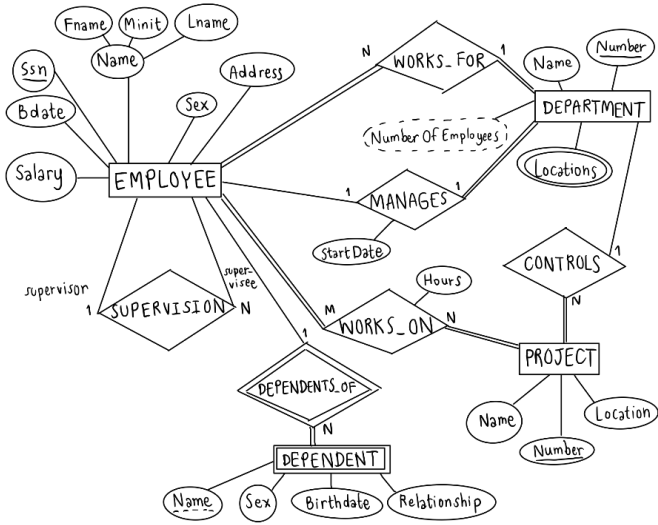 Fname
Minit
Lname
Name
Ssn
Bdate
Salary
Sex
Address
EMPLOYEE
N
WORKS_FOR
1
Name
Number
DEPARTMENT
Number Of Employees
Locations
1
MANAGES
1
startDate
supervisor
1
SUPERVISION
N
super-
visee
M
WORKS_ON
N
Hours
CONTROLS
1
N
PROJECT
Name
Number
Location
1
DEPENDENTS_OF
N
DEPENDENT
Name
Sex
Birthdate
Relationship